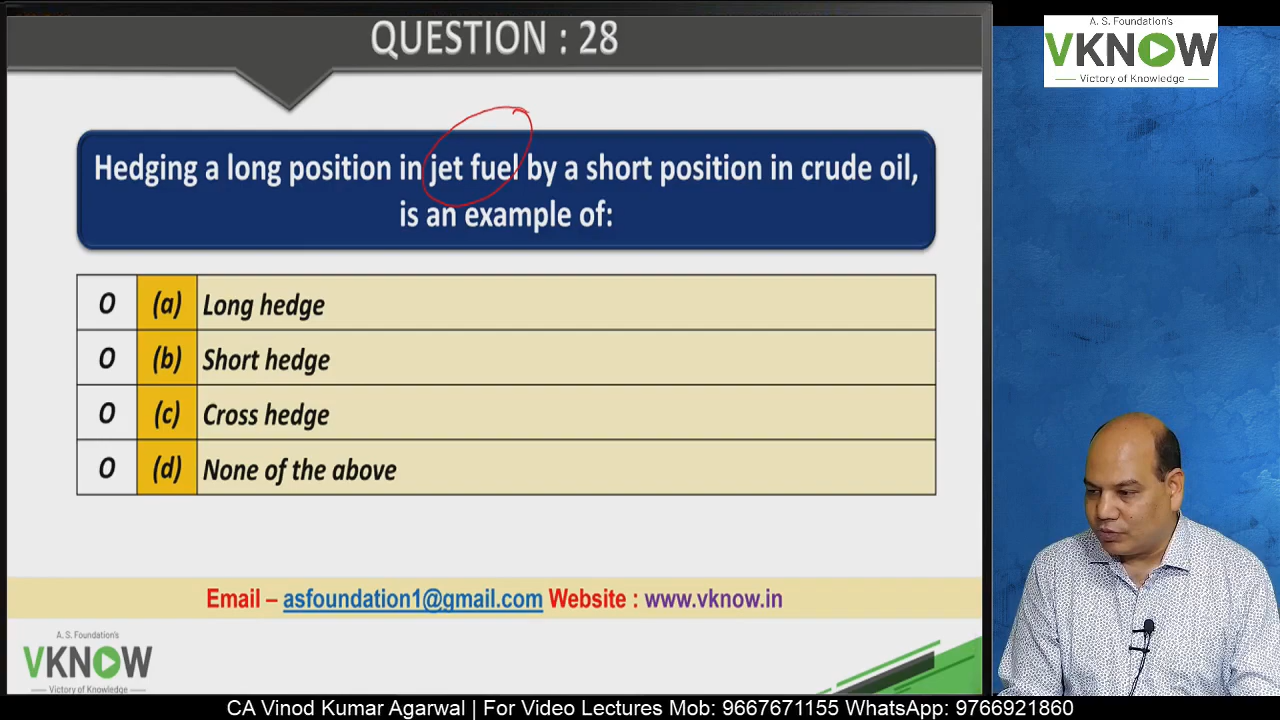 QUESTION : 28
A. S. Foundation's
VKNOW
Victory of Knowledge
Hedging a long position in jet fuel by a short position in crude oil,
is an example of:
O (a) Long hedge
O (b) Short hedge
O (c) Cross hedge
O (d) None of the above
Email – asfoundation1@gmail.com Website : www.vknow.in
A. S. Foundation's
VKNOW
Victory of Knowledge
CA Vinod Kumar Agarwal | For Video Lectures Mob: 9667671155 WhatsApp: 9766921860